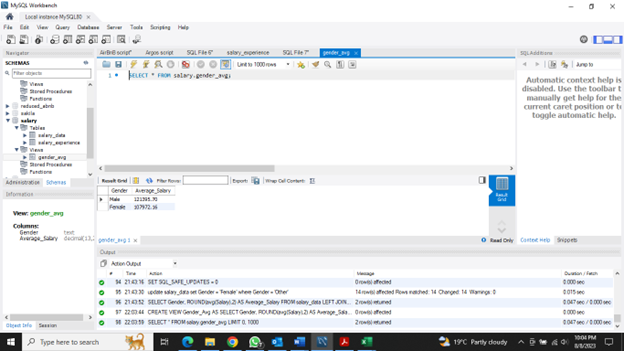 MySQL Workbench
Local instance MySQL80
File Edit View Query Database Server Tools Scripting Help
Navigator
SCHEMAS
Filter objects
Views
Stored Procedures
Functions
reduced_abnb
salary
Tables
salary_data
salary_experience
Views
gender_avg
Stored Procedures
Functions
Administration Schemas
Information
View: gender_avg
Columns:
Gender text
Average_Salary decimal(13,2
Object Info Session
AirBnB script* Argos script SQL File 6* salary_experience SQL File 7* gender_avg
Limit to 1000 rows
1 SELECT * FROM salary.gender_avg;
Result Grid Filter Rows: Export: Wrap Cell Content:
Gender Average_Salary
Male 121395.70
Female 107972.16
Result Grid
gender_avg 1 Read Only
SQLAdditions
Jump to
Automatic context help is
disabled. Use the toolbar t
manually get help for the
current caret position or to
toggle automatic help.
Context Help Snippets
Output
Action Output
# Time Action Message Duration / Fetch
94 21:43:16 SET SQL_SAFE_UPDATES = 0 0 row(s) affected 0.000 sec
95 21:43:30 update salary_data set Gender = 'Female' where Gender = 'Other' 14 row(s) affected Rows matched: 14 Changed: 14 Warnings: 0 0.015 sec
96 21:43:52 SELECT Gender, ROUND(avg(Salary),2) AS Average_Salary FROM salary_data LEFT JOIN... 2 row(s) returned 0.047 sec / 0.000 sec
97 22:03:44 CREATE VIEW Gender_Avg AS SELECT Gender, ROUND(avg(Salary),2) AS Average_Sala... 0 row(s) affected 0.000 sec
98 22:03:59 SELECT * FROM salary.gender_avg LIMIT 0, 1000 2 row(s) returned 0.047 sec / 0.000 sec
Type here to search
19°C Partly cloudy
10:04 PM
8/8/2023